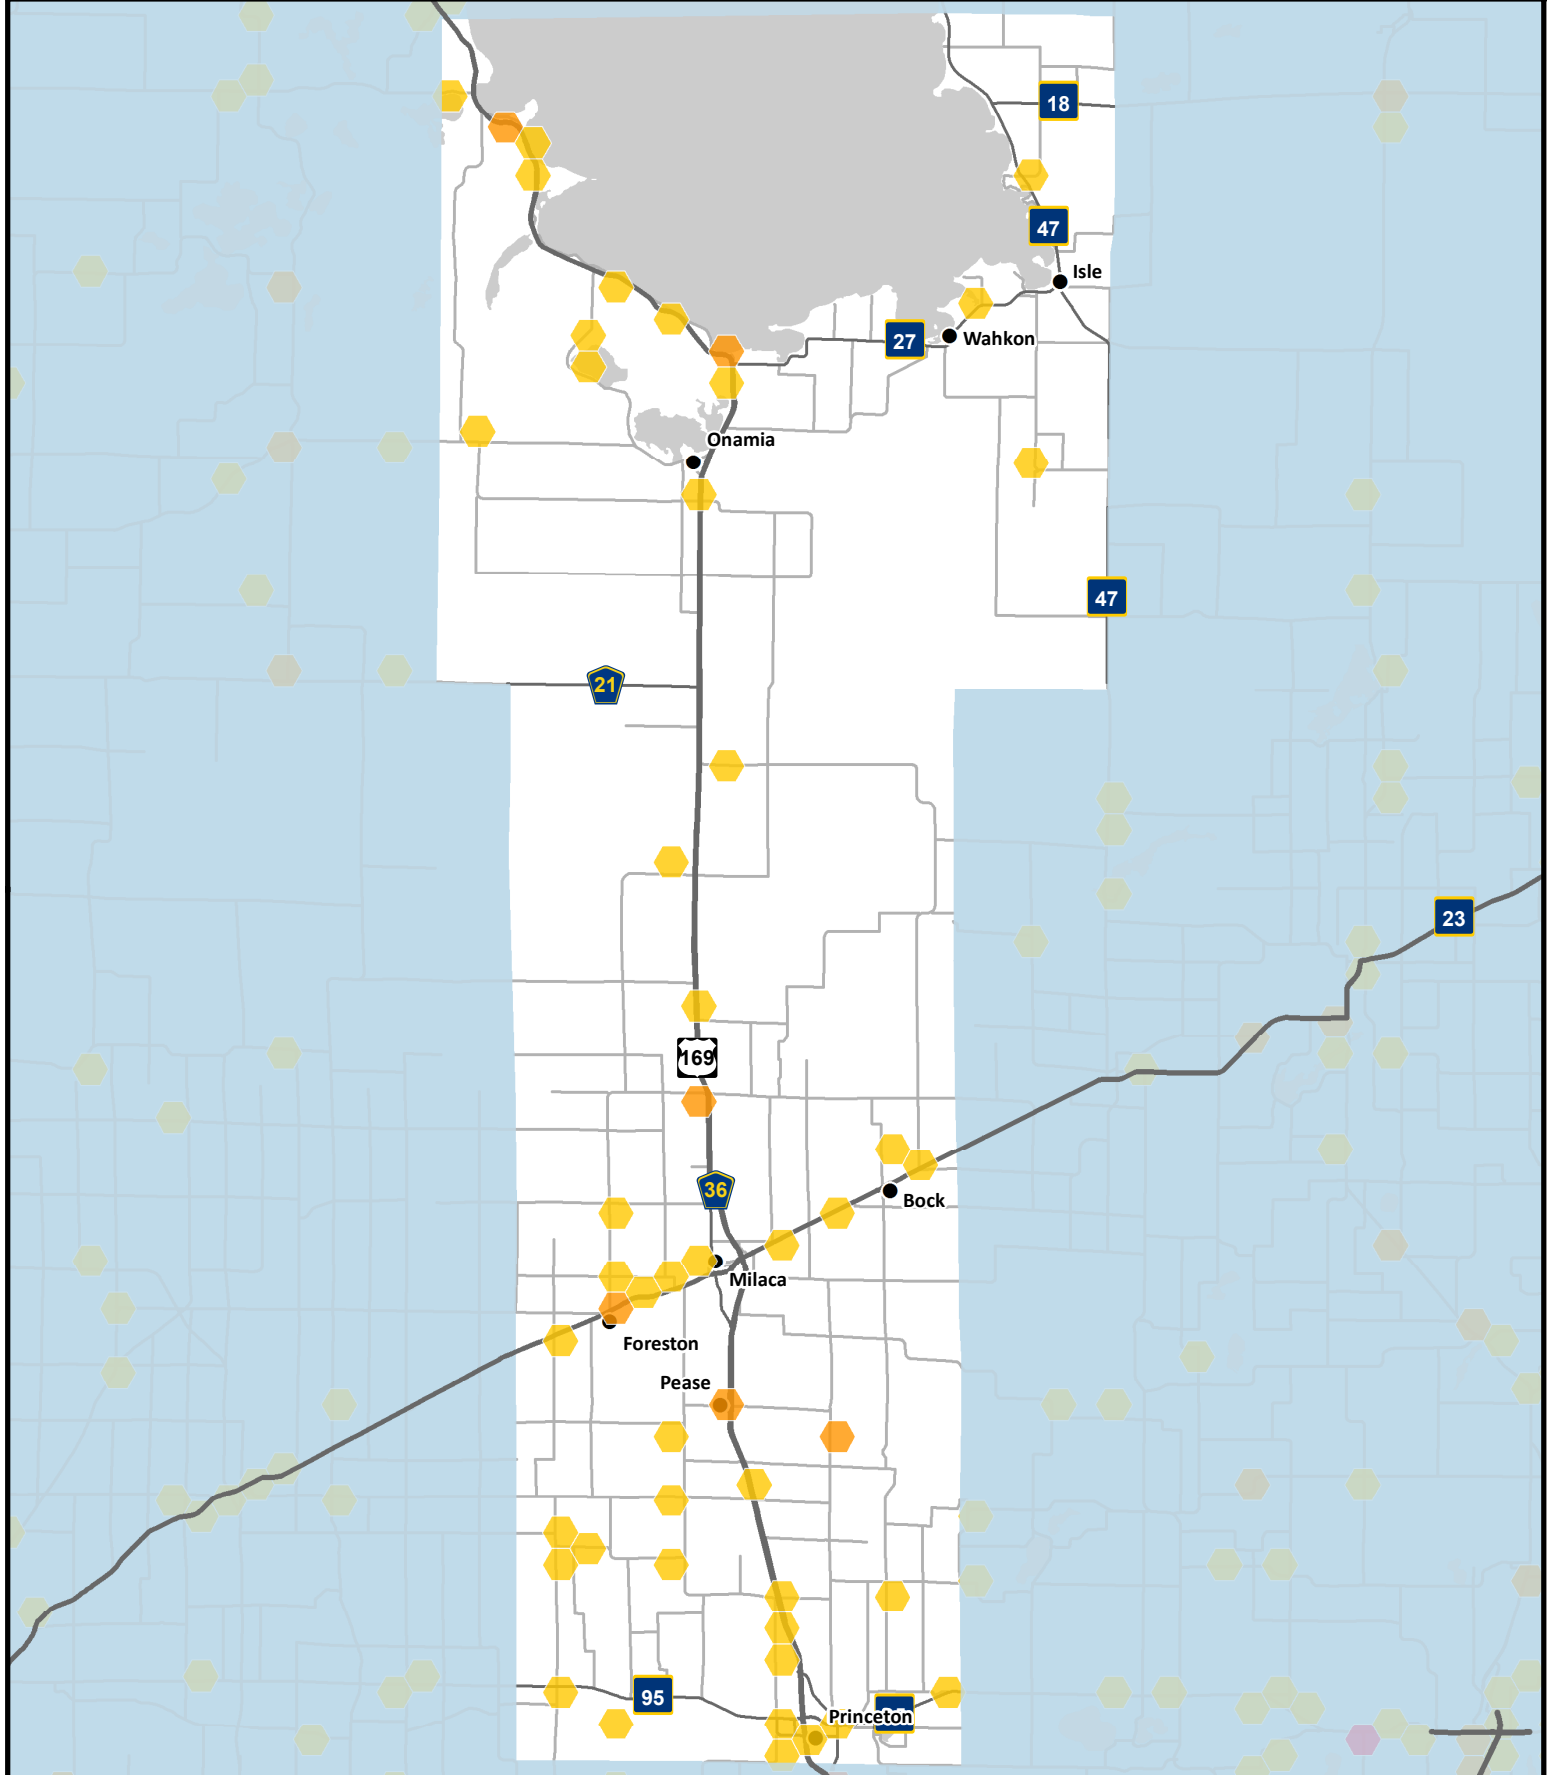 18
47
Isle
27
Wahkon
Onamia
47
21
23
169
36
Bock
Milaca
Foreston
Pease
95
Princeton